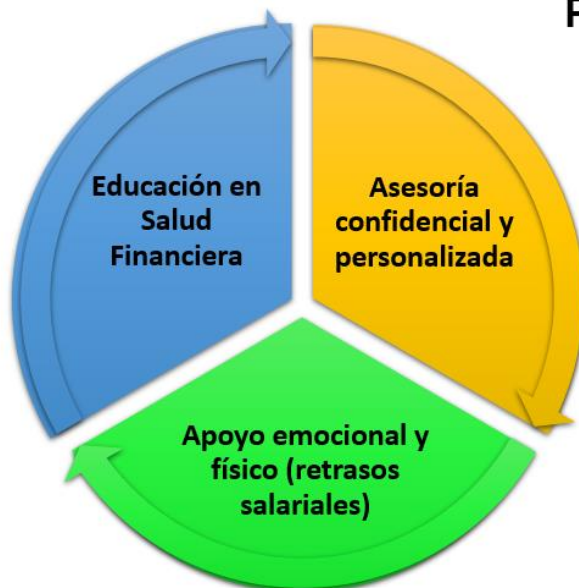 Educación en
Salud
Financiera
Asesoría
confidencial y
personalizada
Apoyo emocional y
físico (retrasos
salariales)